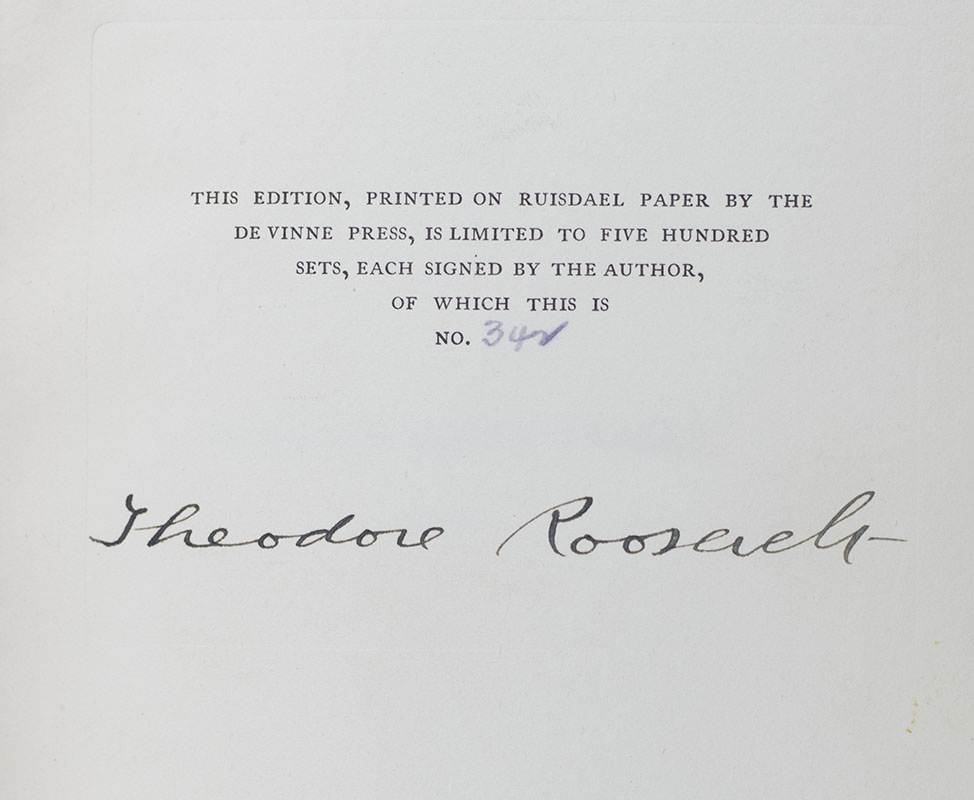 THIS EDITION, PRINTED ON RUISDAEL PAPER BY THE
DE VINNE PRESS, IS LIMITED TO FIVE HUNDRED
SETS, EACH SIGNED BY THE AUTHOR,
OF WHICH THIS IS
NO. 342
Theodore Roosevelt